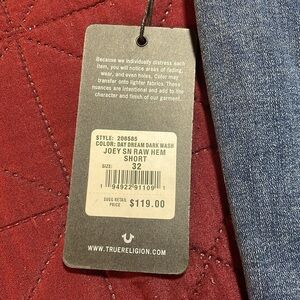 Because we individually distress each
item, you will notice areas of fading,
wear, and even holes. Color may
transfer onto lighter fabrics. These
nuances are intentional and add to the
character and finish of our garment.
STYLE: 206585
COLOR: DAY DREAM DARK WASH
JOEY SN RAW HEM
SHORT
SIZE: 32
1 94922 91109 1
SUGG RETAIL
PRICE $119.00
WWW.TRUERELIGION.COM